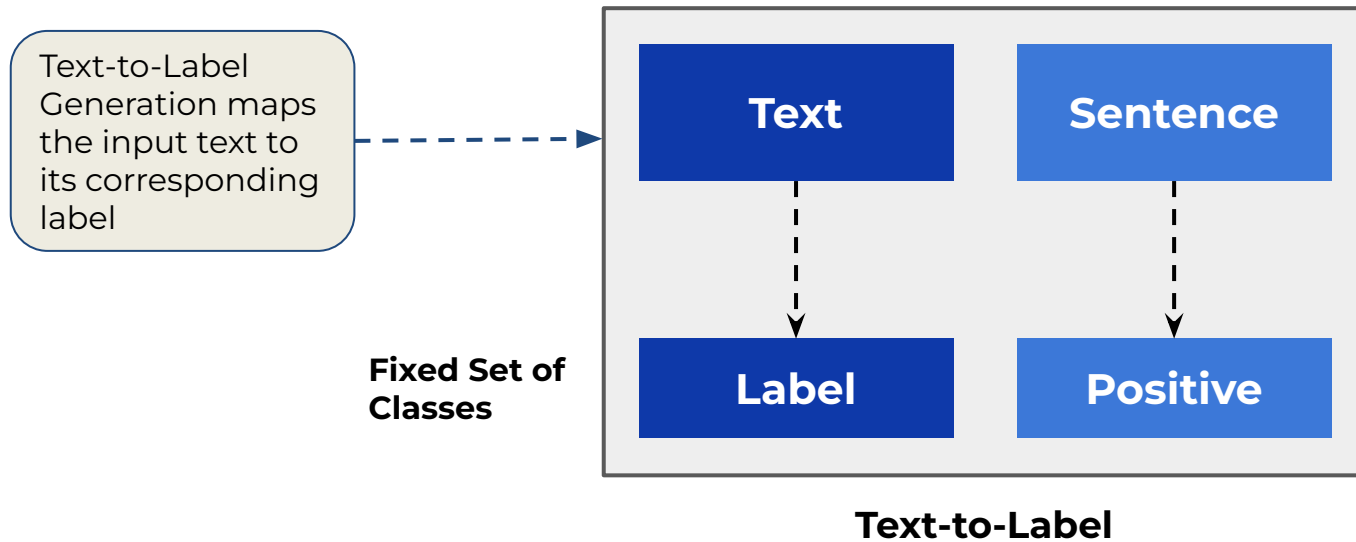 Text-to-Label
Generation maps
the input text to
its corresponding
label
Text
Sentence
Fixed Set of
Classes
Label
Positive
Text-to-Label